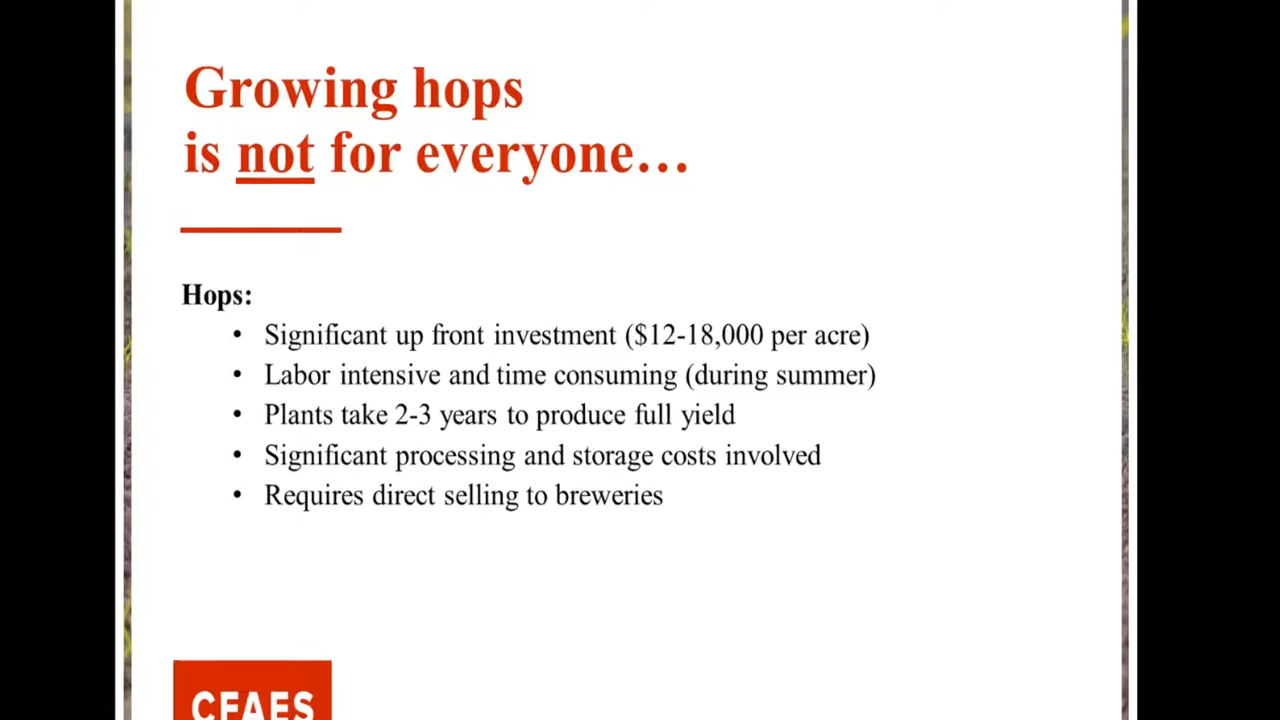 Growing hops
is not for everyone…
Hops:
• Significant up front investment ($12-18,000 per acre)
• Labor intensive and time consuming (during summer)
• Plants take 2-3 years to produce full yield
• Significant processing and storage costs involved
• Requires direct selling to breweries
CFAES